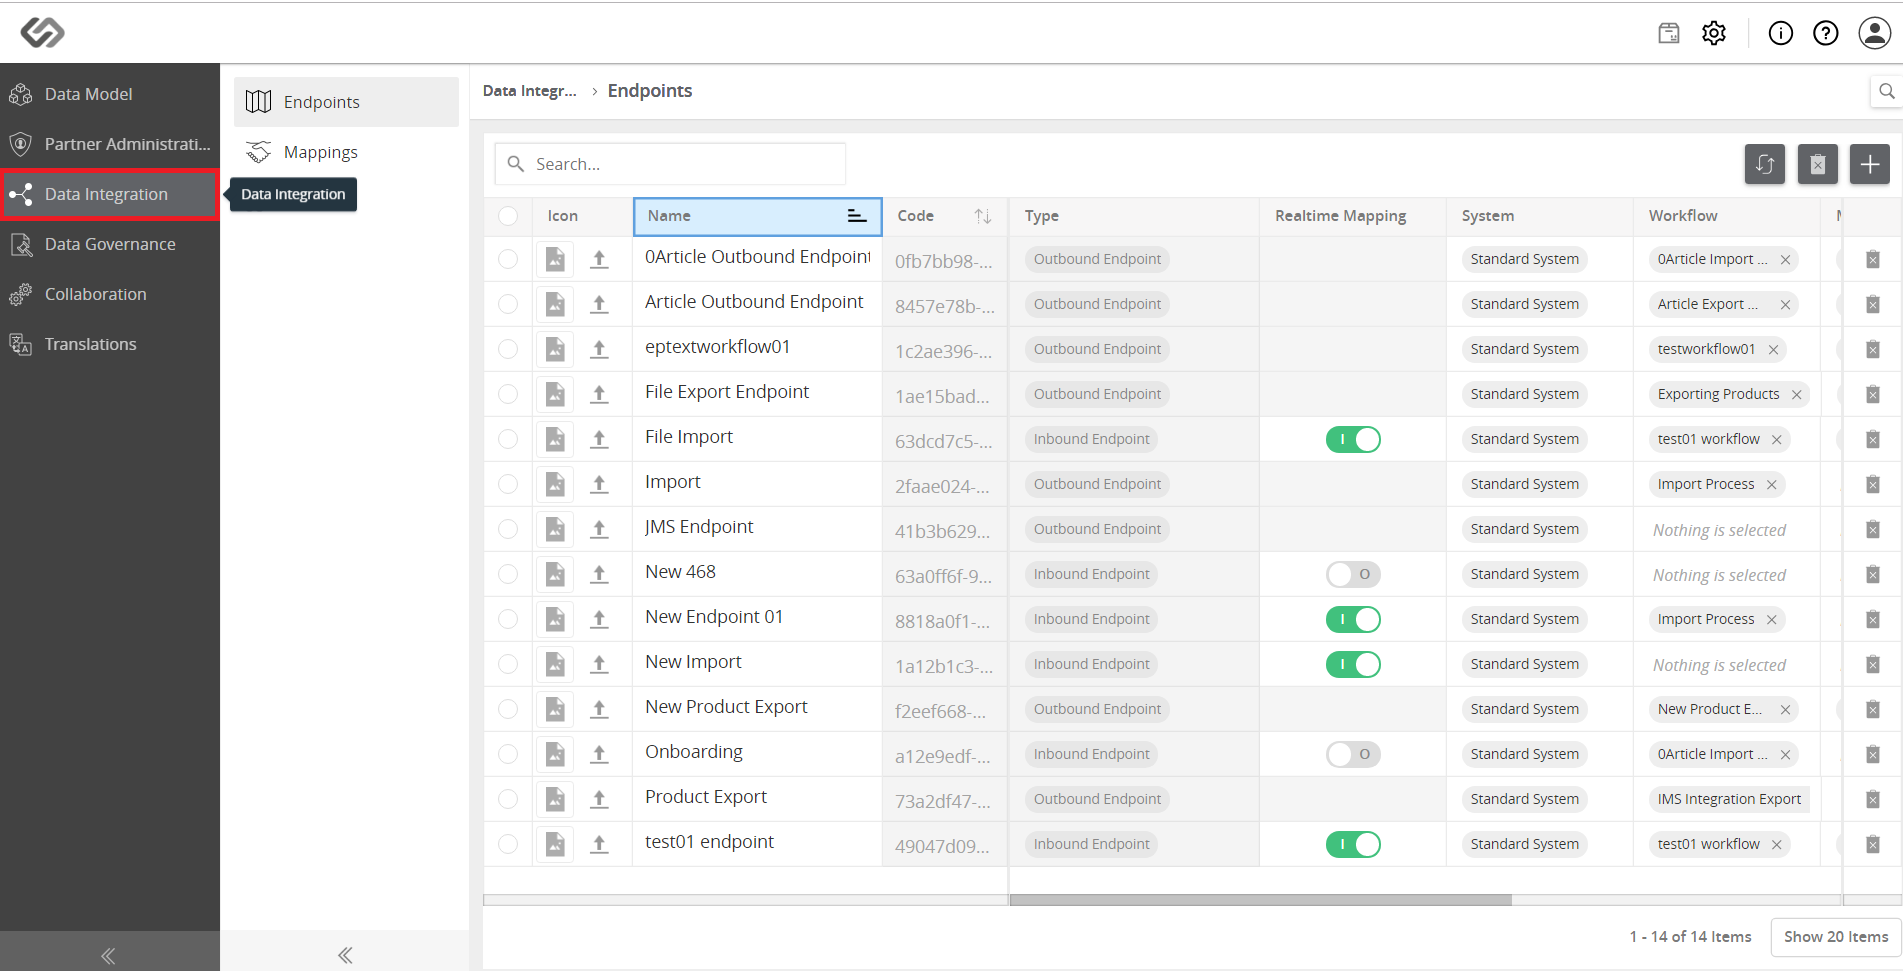 Data Model
Partner Administrati...
Data Integration
Data Governance
Collaboration
Translations
Endpoints
Mappings
Data Integration
Data Integr... > Endpoints
Search...
Icon Name Code Type Realtime Mapping System Workflow
0Article Outbound Endpoint 0fb7bb98-... Outbound Endpoint Standard System 0Article Import ...
Article Outbound Endpoint 8457e78b-... Outbound Endpoint Standard System Article Export ...
eptextworkflow01 1c2ae396-... Outbound Endpoint Standard System testworkflow01
File Export Endpoint 1ae15bad... Outbound Endpoint Standard System Exporting Products
File Import 63dcd7c5-... Inbound Endpoint I Standard System test01 workflow
Import 2faae024-... Outbound Endpoint Standard System Import Process
JMS Endpoint 41b3b629... Outbound Endpoint Standard System Nothing is selected
New 468 63a0ff6f-9... Inbound Endpoint O Standard System Nothing is selected
New Endpoint 01 8818a0f1-... Inbound Endpoint I Standard System Import Process
New Import 1a12b1c3-... Inbound Endpoint I Standard System Nothing is selected
New Product Export f2eef668-... Outbound Endpoint Standard System New Product E...
Onboarding a12e9edf-... Inbound Endpoint O Standard System 0Article Import ...
Product Export 73a2df47-... Outbound Endpoint Standard System IMS Integration Export
test01 endpoint 49047d09... Inbound Endpoint I Standard System test01 workflow
1 - 14 of 14 Items Show 20 Items